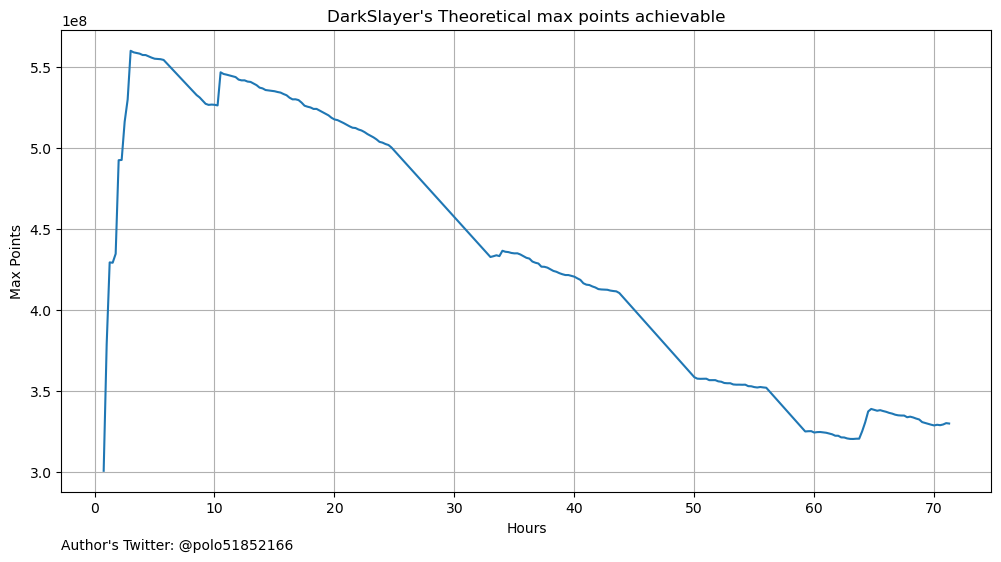 DarkSlayer's Theoretical max points achievable
1e8
5.5
5.0
4.5
4.0
3.5
3.0
Max Points
0 10 20 30 40 50 60 70
Hours
Author's Twitter: @polo51852166